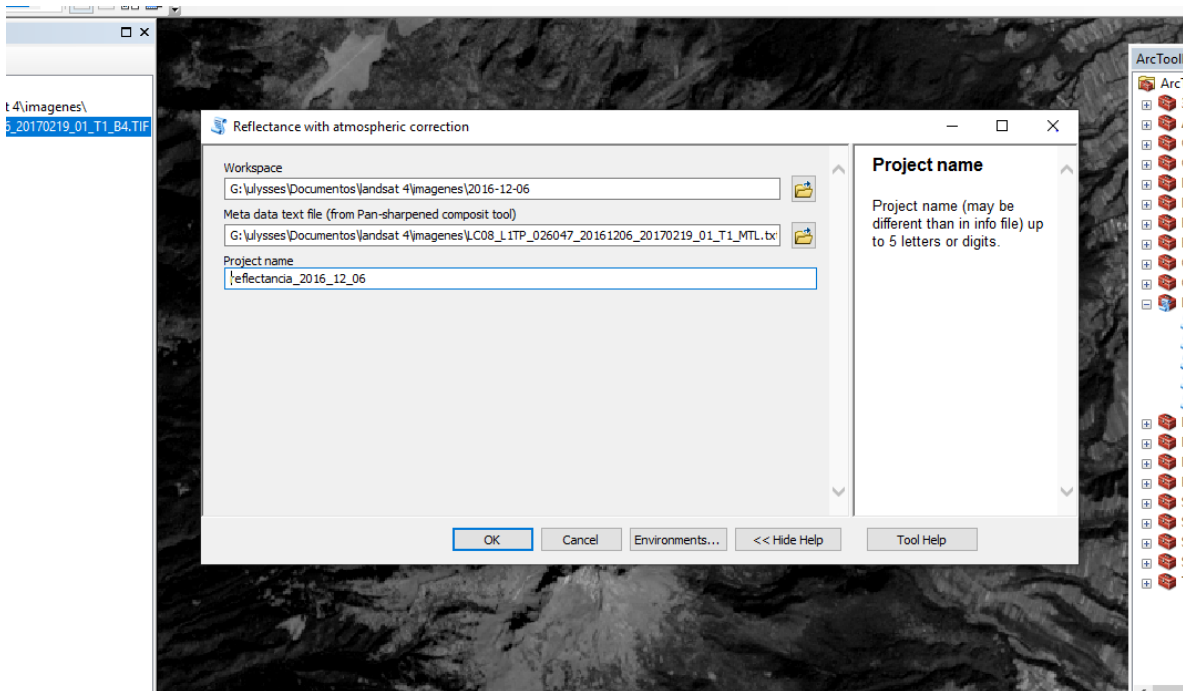 t 4\imagenes\
5_20170219_01_T1_B4.TIF
ArcTool
Arc
Reflectance with atmospheric correction
Workspace
G:\ulysses\Documentos\landsat 4\imagenes\2016-12-06
Meta data text file (from Pan-sharpened composit tool)
G:\ulysses\Documentos\landsat 4\imagenes\LC08_L1TP_026047_20161206_20170219_01_T1_MTL.tx
Project name
reflectancia_2016_12_06
Project name
Project name (may be
different than in info file) up
to 5 letters or digits.
OK
Cancel
Environments...
<< Hide Help
Tool Help